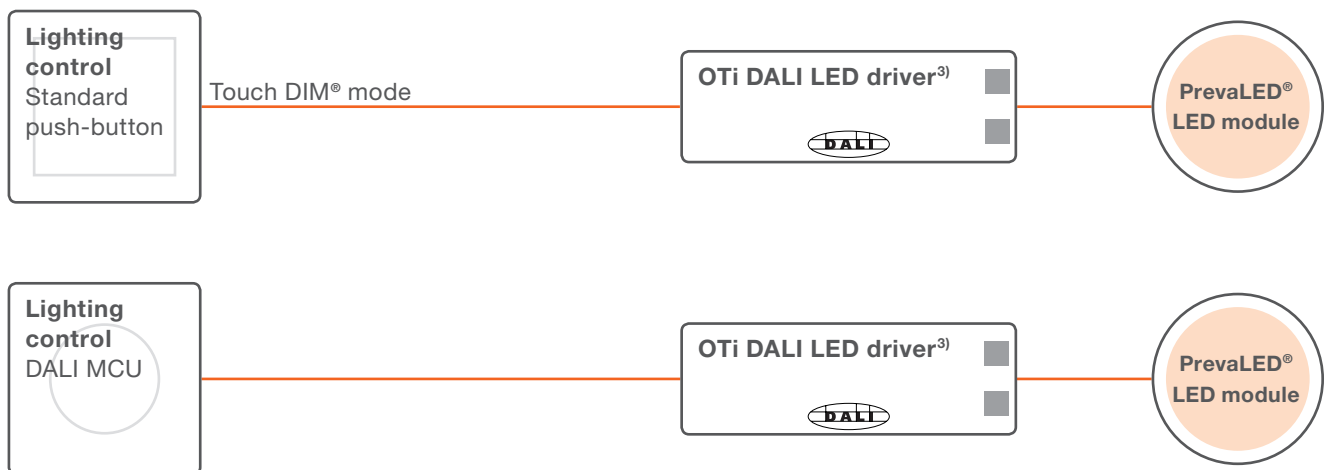 Lighting
control
Standard
push-button
Touch DIM® mode
OTi DALI LED driver³⁾
DALI
PrevaLED®
LED module
Lighting
control
DALI MCU
OTi DALI LED driver³⁾
DALI
PrevaLED®
LED module